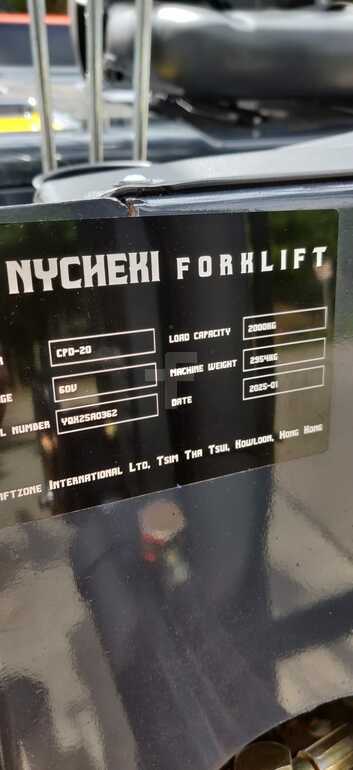 NYCHEKI FORKLIFT
CPD-20
LOAD CAPACITY 2000KG
60V
MACHINE WEIGHT 2954KG
NUMBER YQX25A0362
DATE 2025-01
INTERNATIONAL LTD, TSIM THA TSUI, KOWLOON, HONG KONG